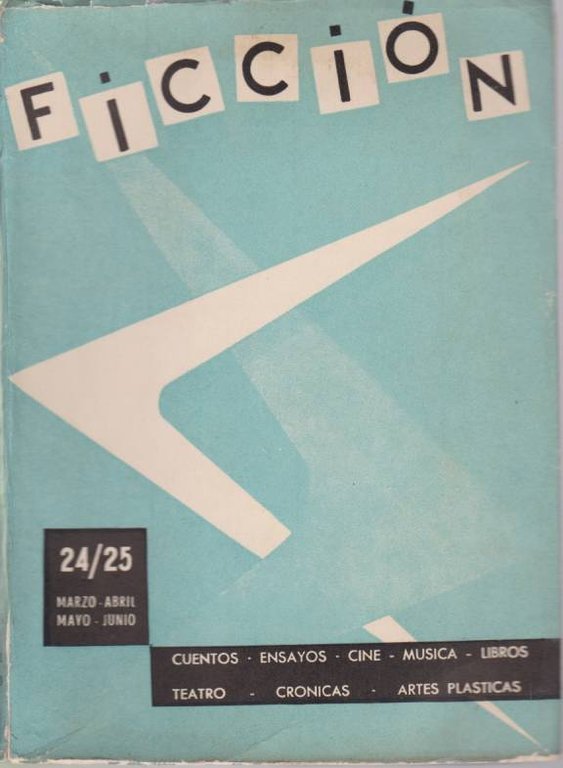 FiCCiÓN
24/25
MARZO - ABRIL
MAYO - JUNIO
CUENTOS · ENSAYOS · CINE - MUSICA - LIBROS
TEATRO - CRONICAS · ARTES PLASTICAS